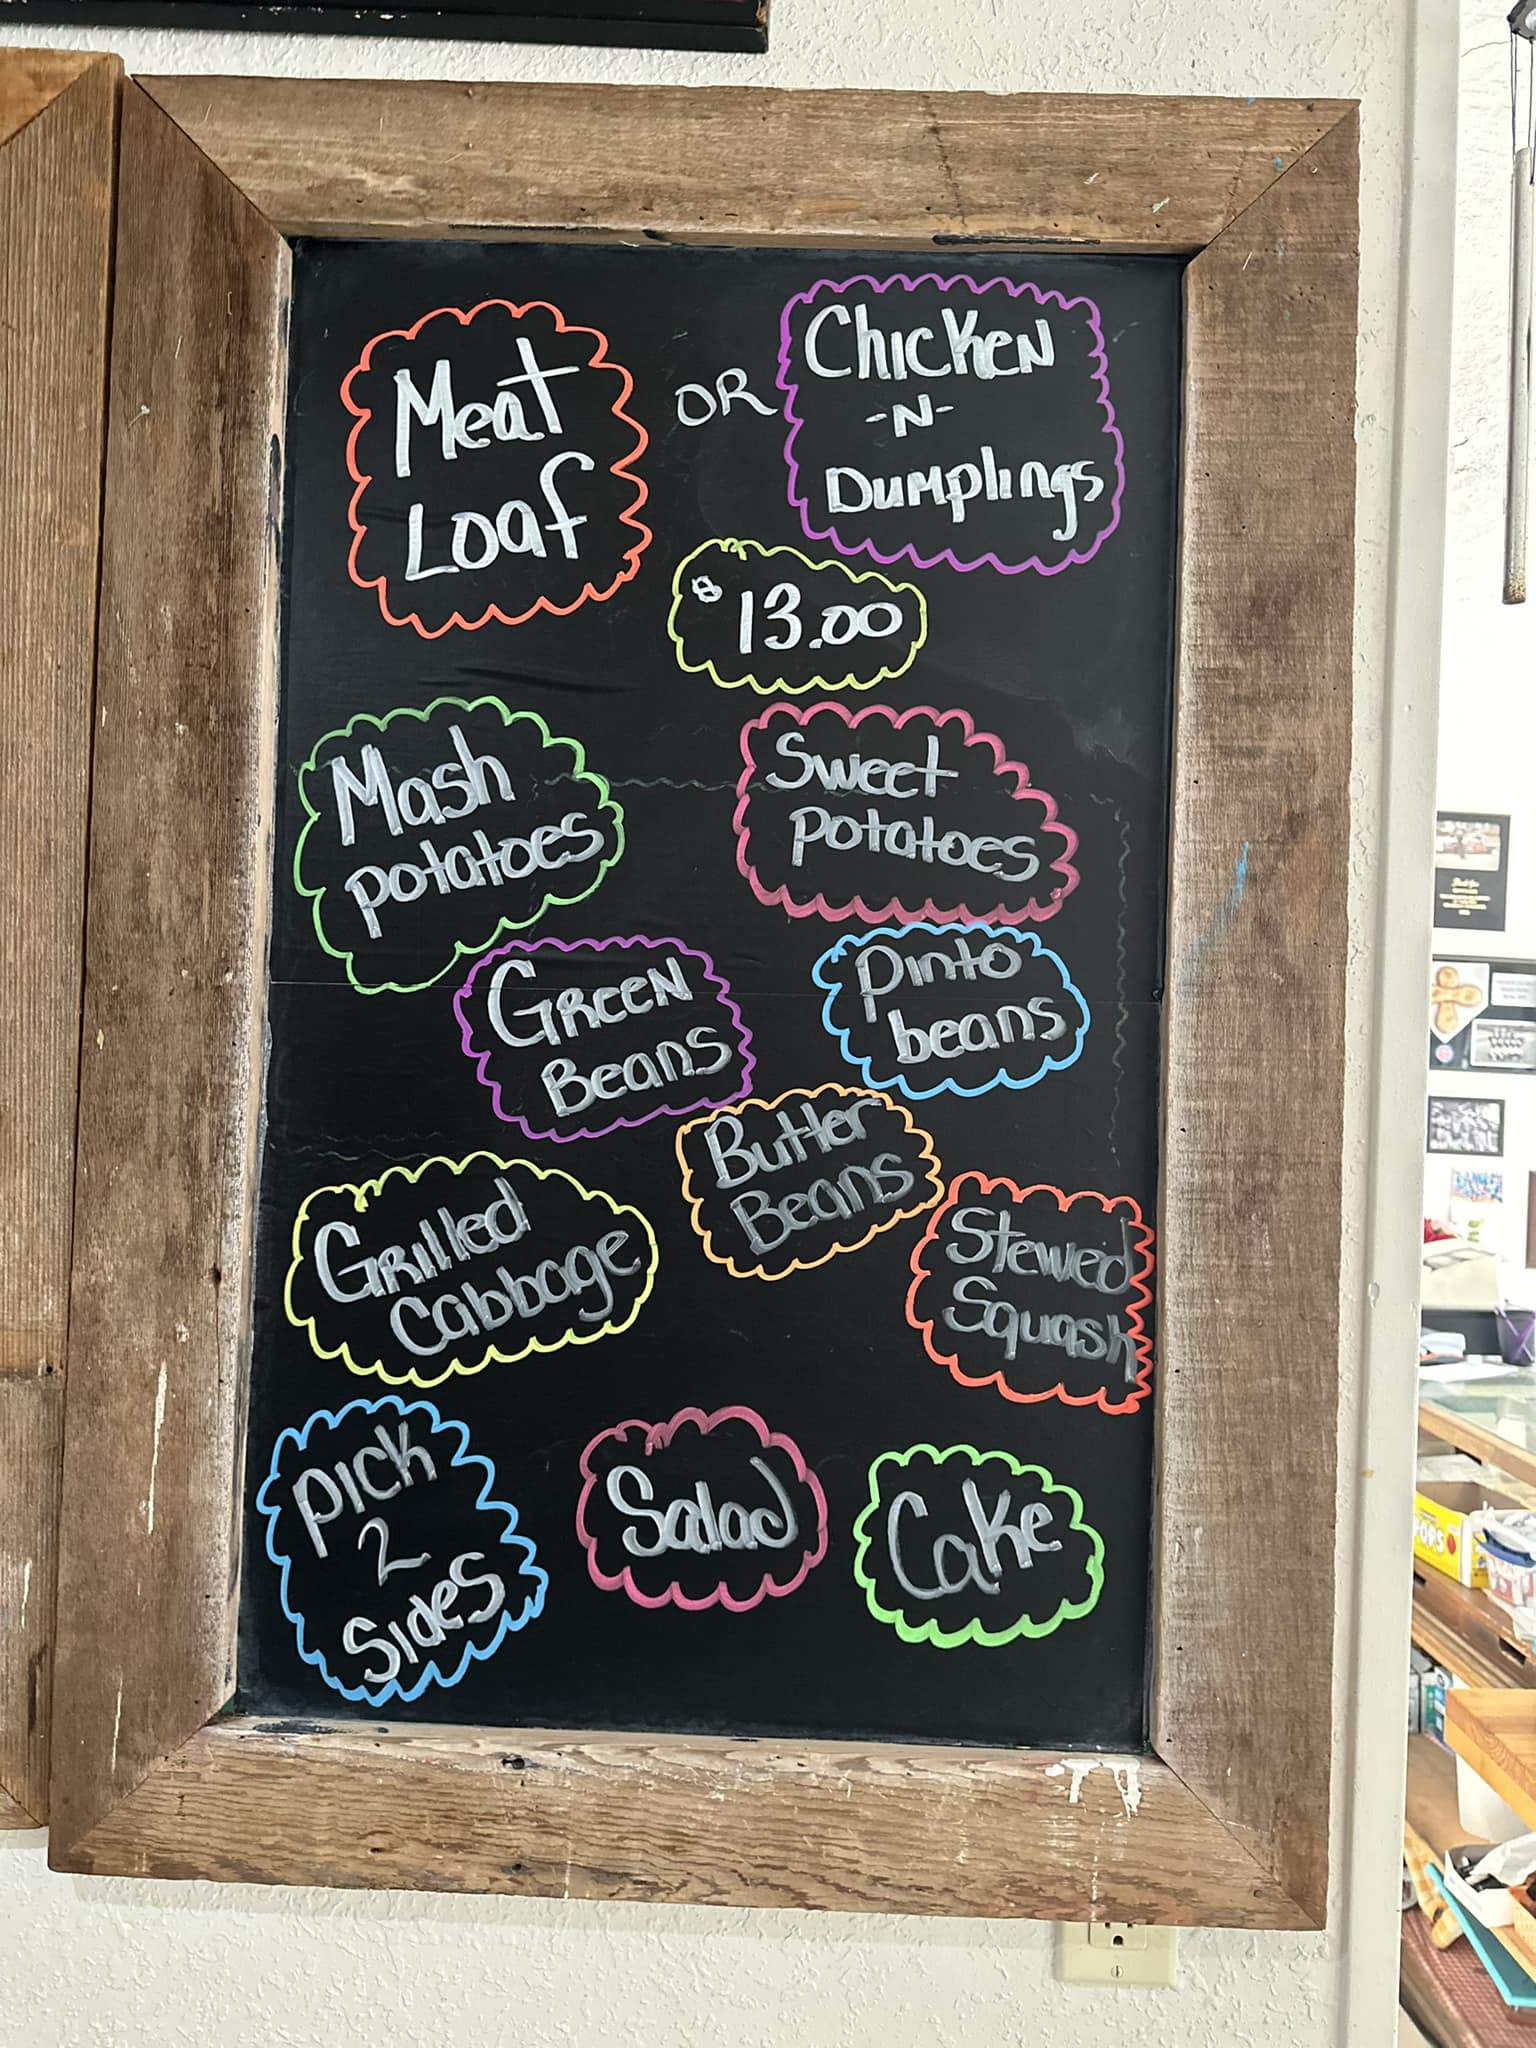 Meat
Loaf
OR
Chicken
-N-
Dumplings
$13.00
Mash
potatoes
Sweet
potatoes
Green
Beans
pinto
beans
Butter
Beans
Grilled
Cabbage
Stewed
Squash
pick
2
Sides
Salad
Cake
POPS